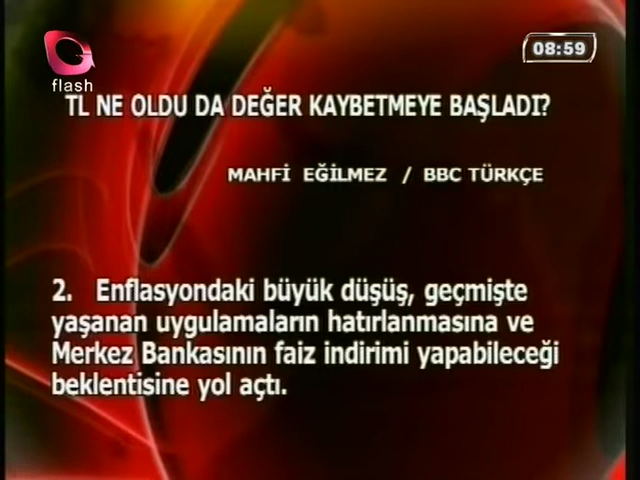 flash
08:59
TL NE OLDU DA DEĞER KAYBETMEYE BAŞLADI?
MAHFİ EĞİLMEZ / BBC TÜRKÇE
2. Enflasyondaki büyük düşüş, geçmişte
yaşanan uygulamaların hatırlanmasına ve
Merkez Bankasının faiz indirimi yapabileceği
beklentisine yol açtı.